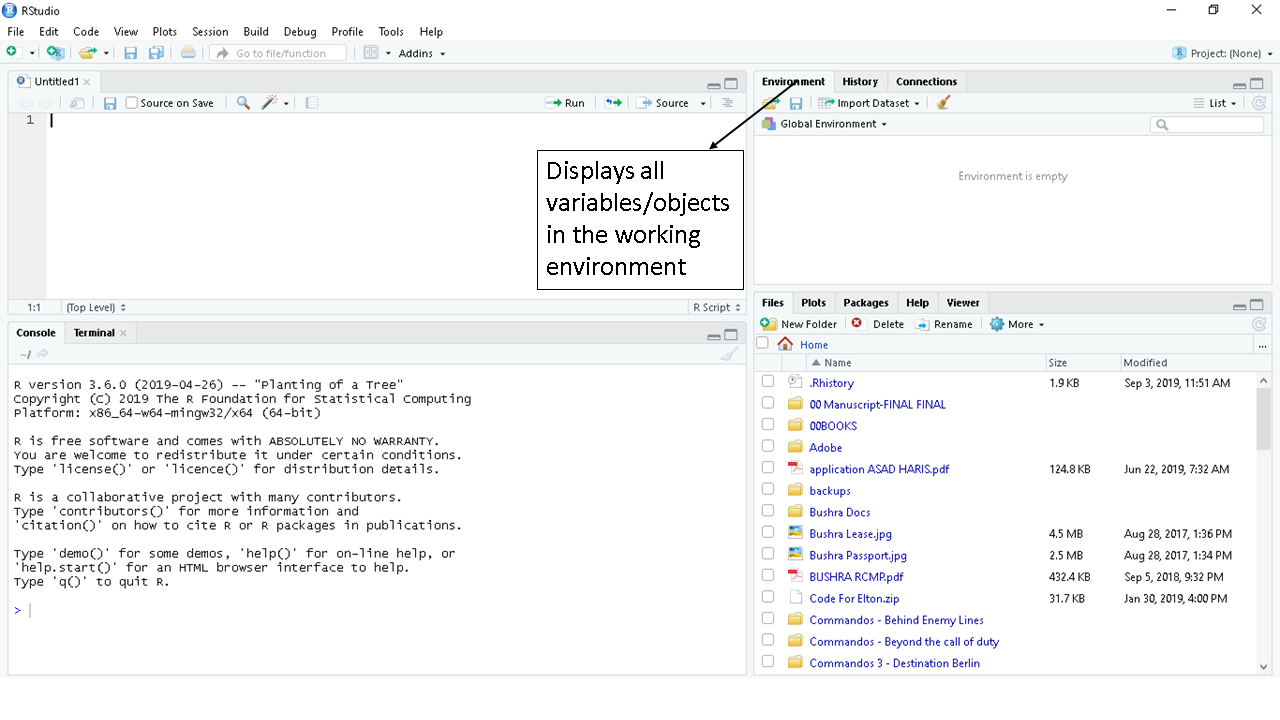 RStudio
File Edit Code View Plots Session Build Debug Profile Tools Help
Go to file/function Addins Project: (None)
Untitled1
Source on Save Run Source
1
1:1 (Top Level) R Script
Displays all
variables/objects
in the working
environment
Environment History Connections
Import Dataset List
Global Environment
Environment is empty
Console Terminal
~/
R version 3.6.0 (2019-04-26) -- "Planting of a Tree"
Copyright (C) 2019 The R Foundation for Statistical Computing
Platform: x86_64-w64-mingw32/x64 (64-bit)
R is free software and comes with ABSOLUTELY NO WARRANTY.
You are welcome to redistribute it under certain conditions.
Type 'license()' or 'licence()' for distribution details.
R is a collaborative project with many contributors.
Type 'contributors()' for more information and
'citation()' on how to cite R or R packages in publications.
Type 'demo()' for some demos, 'help()' for on-line help, or
'help.start()' for an HTML browser interface to help.
Type 'q()' to quit R.
>
Files Plots Packages Help Viewer
New Folder Delete Rename More
Home ...
Name Size Modified
.Rhistory 1.9 KB Sep 3, 2019, 11:51 AM
00 Manuscript-FINAL FINAL
00BOOKS
Adobe
application ASAD HARIS.pdf 124.8 KB Jun 22, 2019, 7:32 AM
backups
Bushra Docs
Bushra Lease.jpg 4.5 MB Aug 28, 2017, 1:36 PM
Bushra Passport.jpg 2.5 MB Aug 28, 2017, 1:34 PM
BUSHRA RCMP.pdf 432.4 KB Sep 5, 2018, 9:32 PM
Code For Elton.zip 31.7 KB Jan 30, 2019, 4:00 PM
Commandos - Behind Enemy Lines
Commandos - Beyond the call of duty
Commandos 3 - Destination Berlin